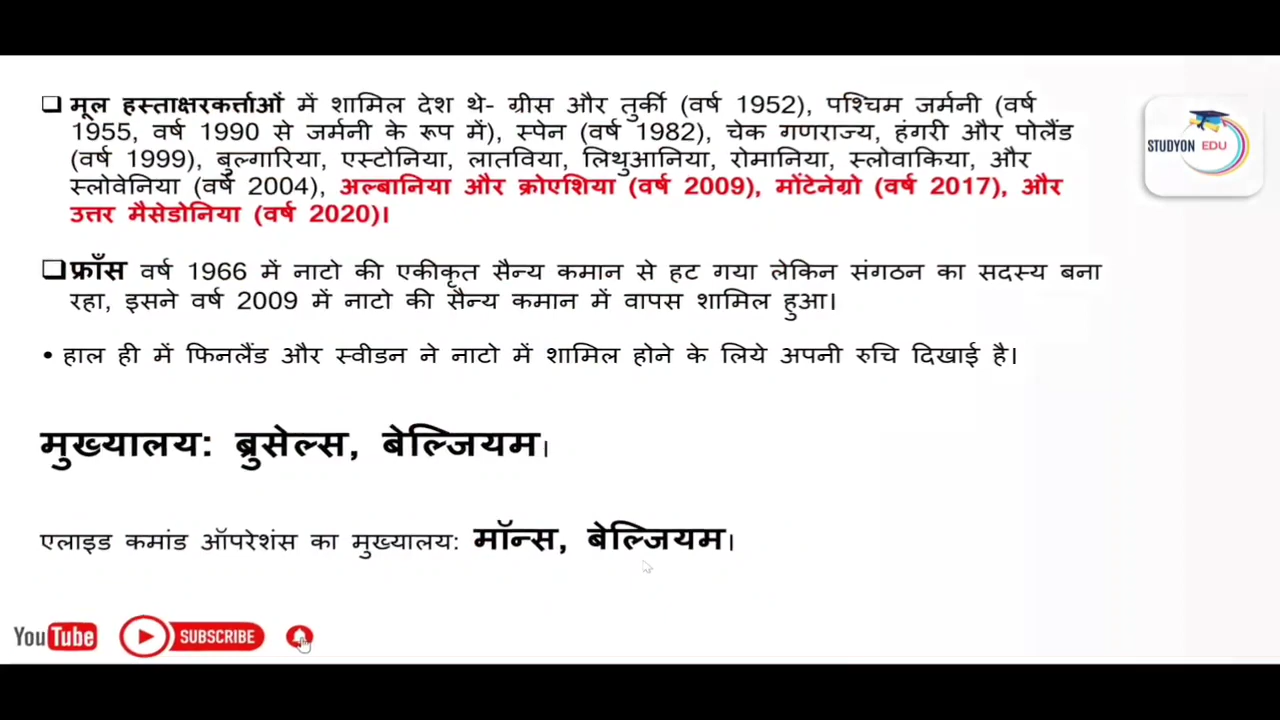 ❑ मूल हस्ताक्षरकर्त्ताओं में शामिल देश थे- ग्रीस और तुर्की (वर्ष 1952), पश्चिम जर्मनी (वर्ष
1955, वर्ष 1990 से जर्मनी के रूप में), स्पेन (वर्ष 1982), चेक गणराज्य, हंगरी और पोलैंड
(वर्ष 1999), बुल्गारिया, एस्टोनिया, लातविया, लिथुआनिया, रोमानिया, स्लोवाकिया, और
स्लोवेनिया (वर्ष 2004), अल्बानिया और क्रोएशिया (वर्ष 2009), मोंटेनेग्रो (वर्ष 2017), और
उत्तर मैसेडोनिया (वर्ष 2020)।
STUDYON EDU
❑फ्राँस वर्ष 1966 में नाटो की एकीकृत सैन्य कमान से हट गया लेकिन संगठन का सदस्य बना
रहा, इसने वर्ष 2009 में नाटो की सैन्य कमान में वापस शामिल हुआ।
• हाल ही में फिनलैंड और स्वीडन ने नाटो में शामिल होने के लिये अपनी रुचि दिखाई है।
मुख्यालय: ब्रुसेल्स, बेल्जियम।
एलाइड कमांड ऑपरेशंस का मुख्यालय: मॉन्स, बेल्जियम।
YouTube SUBSCRIBE